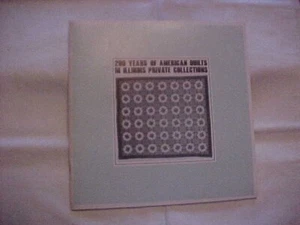 200 YEARS OF AMERICAN QUILTS
IN ILLINOIS PRIVATE COLLECTIONS